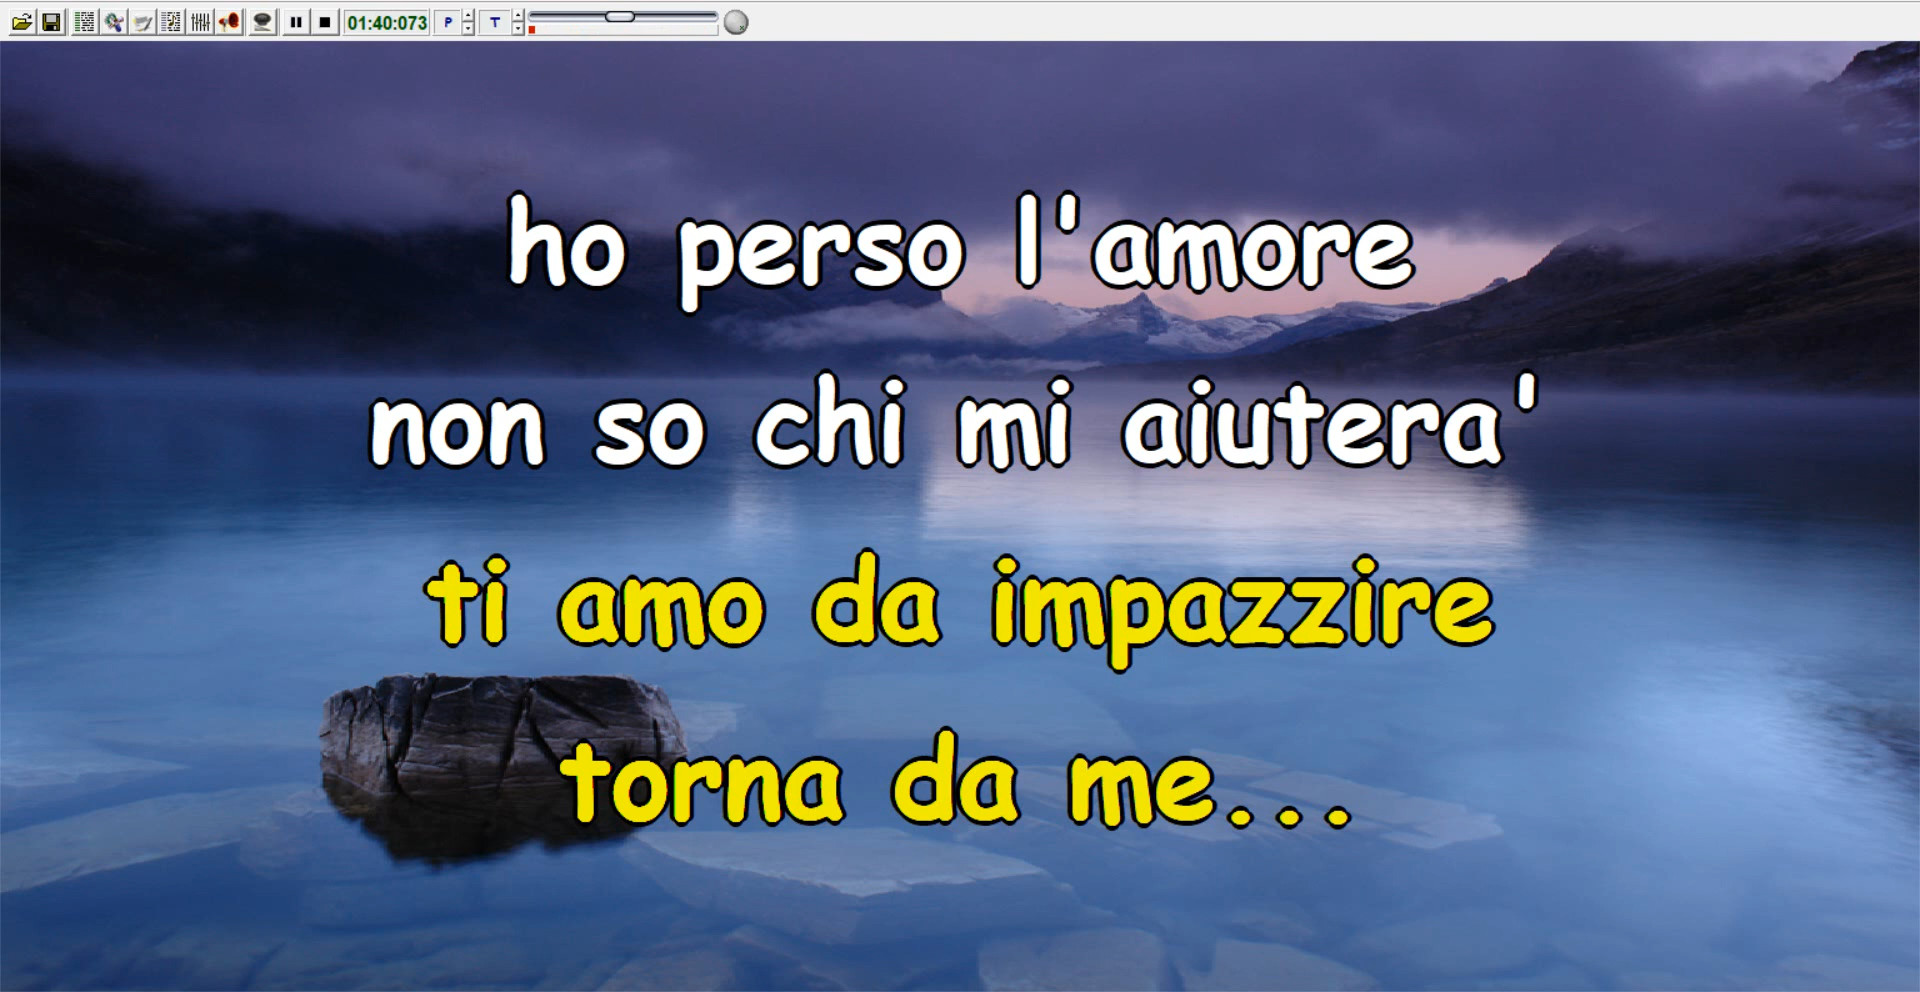 01:40:073 P T
ho perso l'amore
non so chi mi aiutera'
ti amo da impazzire
torna da me...